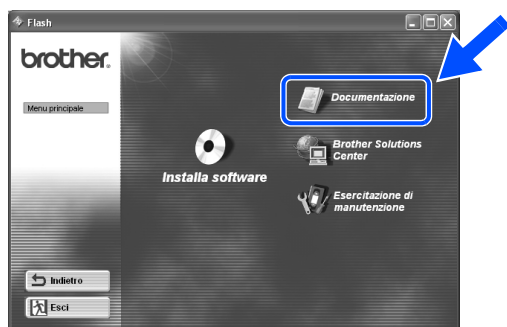 Flash
brother.
Menu principale
Documentazione
Brother Solutions
Center
Installa software
Esercitazione di
manutenzione
Indietro
Esci